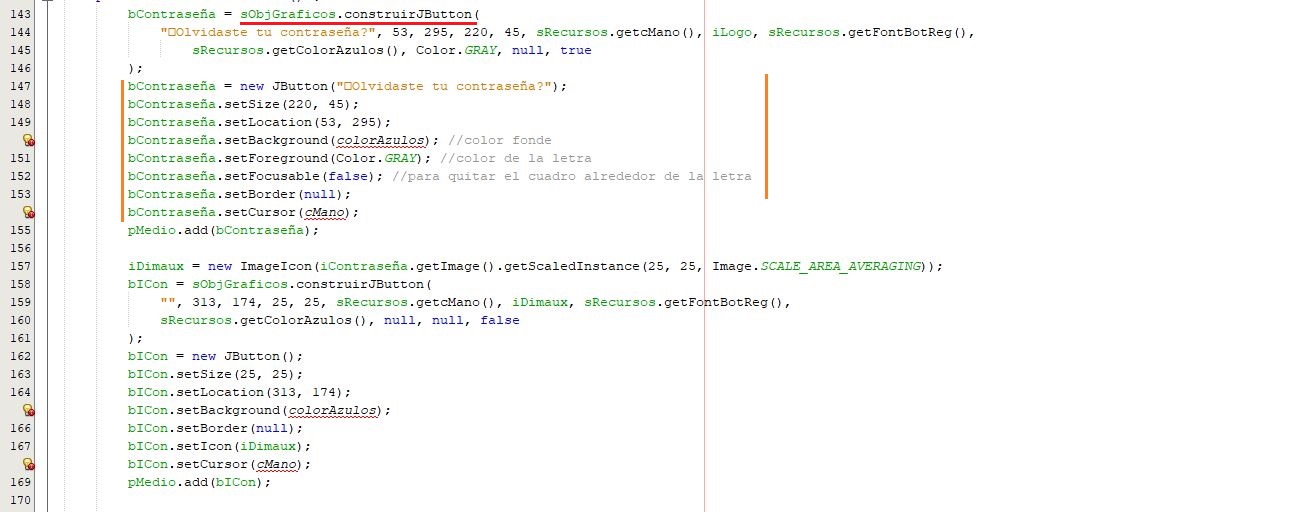 143 bContraseña = sObjGraficos.construirJButton(
144 "□Olvidaste tu contraseña?", 53, 295, 220, 45, sRecursos.getcMano(), iLogo, sRecursos.getFontBotReg(),
145 sRecursos.getColorAzulos(), Color.GRAY, null, true
146 );
147 bContraseña = new JButton("□Olvidaste tu contraseña?");
148 bContraseña.setSize(220, 45);
149 bContraseña.setLocation(53, 295);
bContraseña.setBackground(colorAzulos); //color fonde
151 bContraseña.setForeground(Color.GRAY); //color de la letra
152 bContraseña.setFocusable(false); //para quitar el cuadro alrededor de la letra
153 bContraseña.setBorder(null);
bContraseña.setCursor(cMano);
155 pMedio.add(bContraseña);
156
157 iDimaux = new ImageIcon(iContraseña.getImage().getScaledInstance(25, 25, Image.SCALE_AREA_AVERAGING));
158 bICon = sObjGraficos.construirJButton(
159 "", 313, 174, 25, 25, sRecursos.getcMano(), iDimaux, sRecursos.getFontBotReg(),
160 sRecursos.getColorAzulos(), null, null, false
161 );
162 bICon = new JButton();
163 bICon.setSize(25, 25);
164 bICon.setLocation(313, 174);
bICon.setBackground(colorAzulos);
166 bICon.setBorder(null);
167 bICon.setIcon(iDimaux);
bICon.setCursor(cMano);
169 pMedio.add(bICon);
170